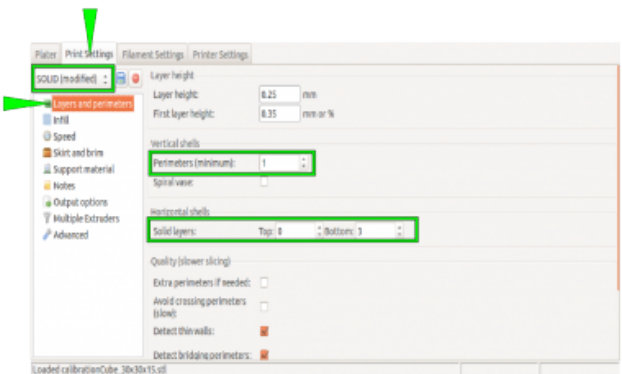 Plater Print Settings Filament Settings Printer Settings
SOLID (modified)
Layers and perimeters
Infill
Speed
Skirt and brim
Support material
Notes
Output options
Multiple Extruders
Advanced
Layer height
Layer height: 0.25 mm
First layer height: 0.35 mm or %
Vertical shells
Perimeters (minimum): 1
Spiral vase:
Horizontal shells
Solid layers: Top: 0 Bottom: 3
Quality (slower slicing)
Extra perimeters if needed:
Avoid crossing perimeters
(slow):
Detect thin walls:
Detect bridging perimeters:
Loaded calibrationCube_30x30x15.stl